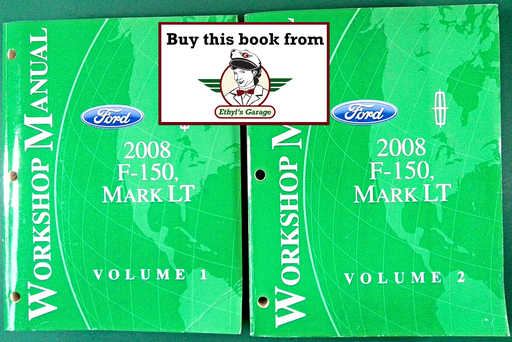 Buy this book from
Ethyl's Garage
WORKSHOP MANUAL
Ford
2008
F-150,
MARK LT
VOLUME 1
WORKSHOP M
Ford
2008
F-150,
MARK LT
VOLUME 2